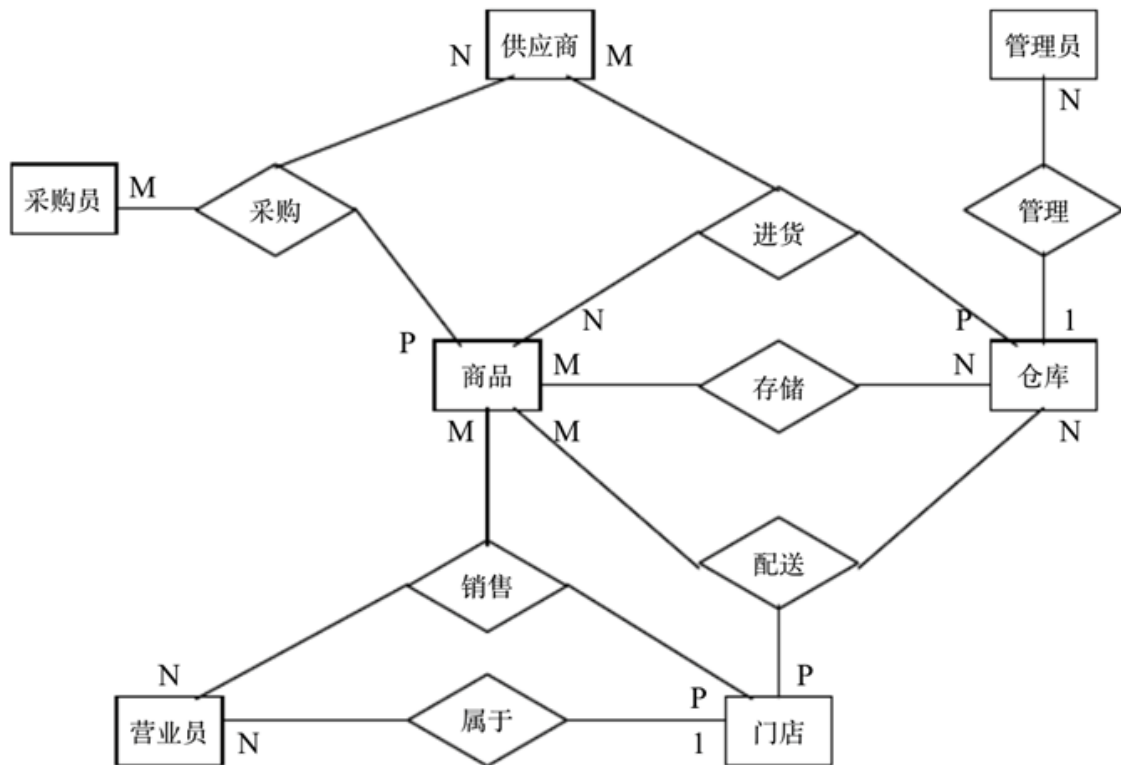 N 供应商 M 管理员
N
采购员 M 采购 进货 管理
P N P 1
商品 M 存储 N 仓库
M M N
销售 配送
N P P
营业员 N 属于 1 门店